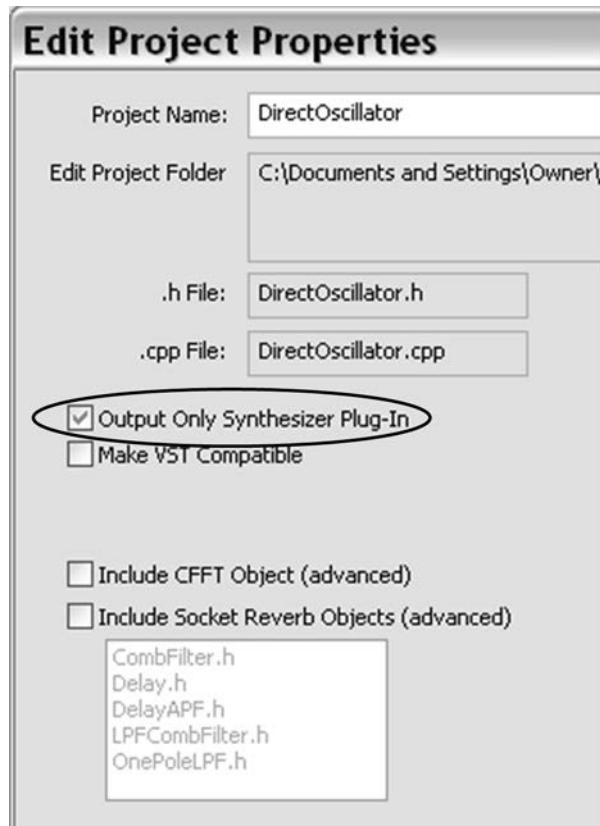 Edit Project Properties
Project Name: DirectOscillator
Edit Project Folder C:\Documents and Settings\Owner\
.h File: DirectOscillator.h
.cpp File: DirectOscillator.cpp
Output Only Synthesizer Plug-In
Make VST Compatible
Include CFFT Object (advanced)
Include Socket Reverb Objects (advanced)
CombFilter.h
Delay.h
DelayAPF.h
LPFCombFilter.h
OnePoleLPF.h